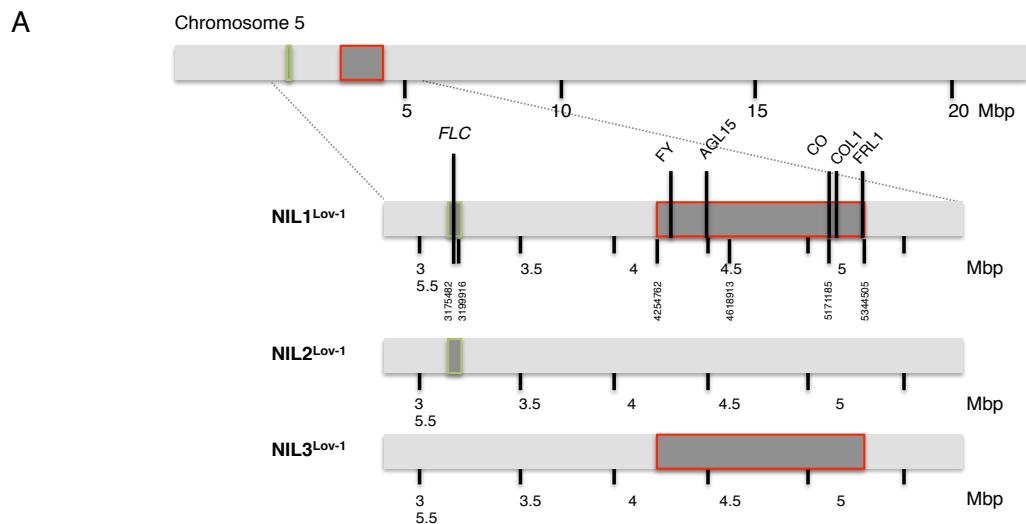 A
Chromosome 5
5 10 15 20 Mbp
FLC FY AGL15 CO COL1 FRL1
NIL1Lov-1
3 3.5 4 4.5 5 Mbp
5.5
3175482 3199916 4254762 4618913 5171185 5344505
NIL2Lov-1
3 3.5 4 4.5 5 Mbp
5.5
NIL3Lov-1
3 3.5 4 4.5 5 Mbp
5.5